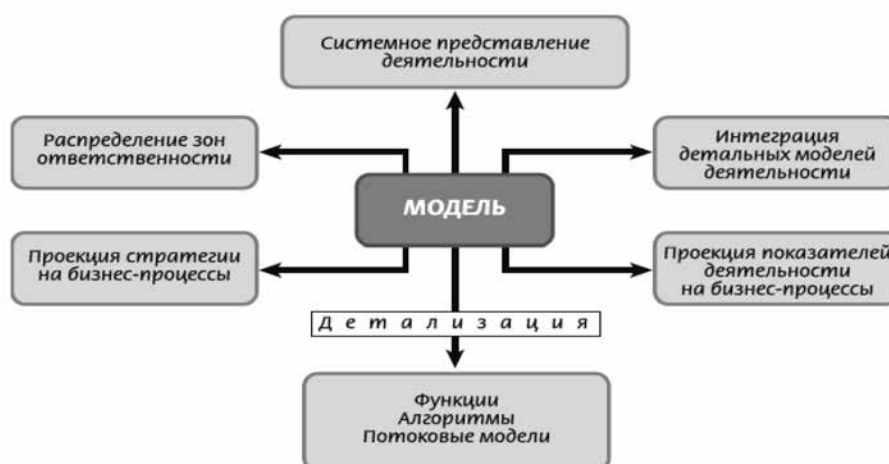 Системное представление
деятельности
Распределение зон
ответственности
Интеграция
детальных моделей
деятельности
МОДЕЛЬ
Проекция стратегии
на бизнес-процессы
Проекция показателей
деятельности
на бизнес-процессы
Детализация
Функции
Алгоритмы
Потоковые модели